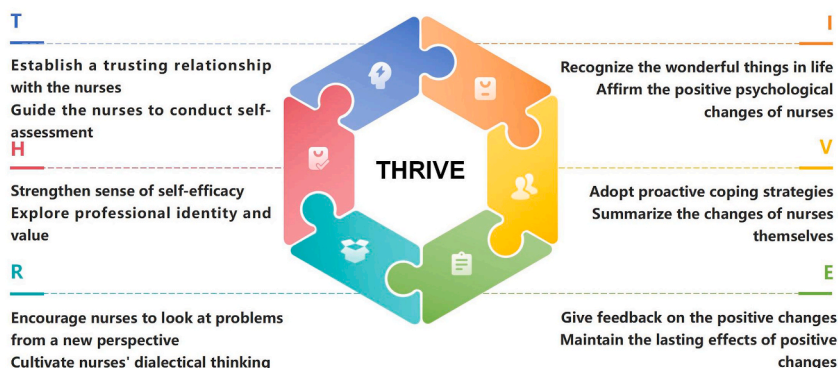 T
Establish a trusting relationship
with the nurses
Guide the nurses to conduct self-
assessment
H
Strengthen sense of self-efficacy
Explore professional identity and
value
R
Encourage nurses to look at problems
from a new perspective
Cultivate nurses' dialectical thinking
THRIVE
I
Recognize the wonderful things in life
Affirm the positive psychological
changes of nurses
V
Adopt proactive coping strategies
Summarize the changes of nurses
themselves
E
Give feedback on the positive changes
Maintain the lasting effects of positive
changes